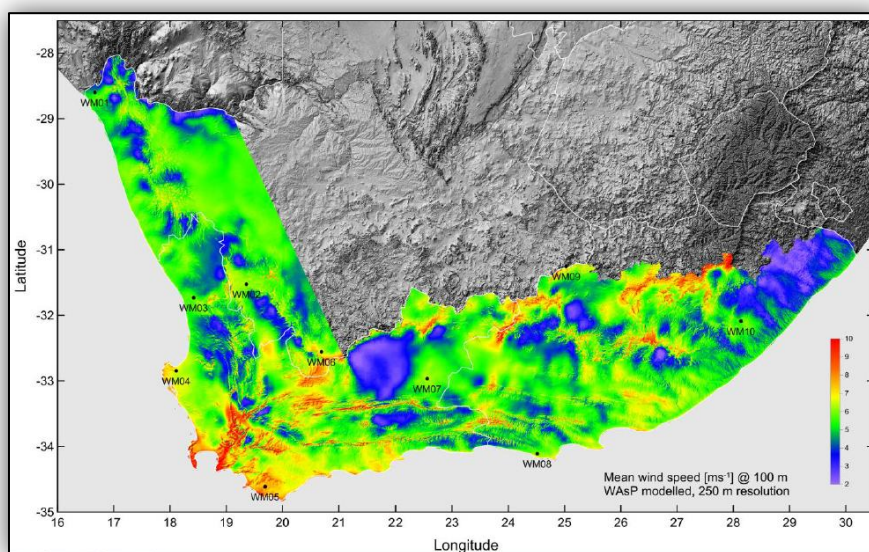 -28
-29
-30
-31
-32
-33
-34
-35
Latitude
WM01
WM02
WM03
WM04
WM05
WM06
WM07
WM08
WM09
WM10
10
9
8
7
6
5
4
3
2
Mean wind speed [ms⁻¹] @ 100 m
WAsP modelled, 250 m resolution
16 17 18 19 20 21 22 23 24 25 26 27 28 29 30
Longitude